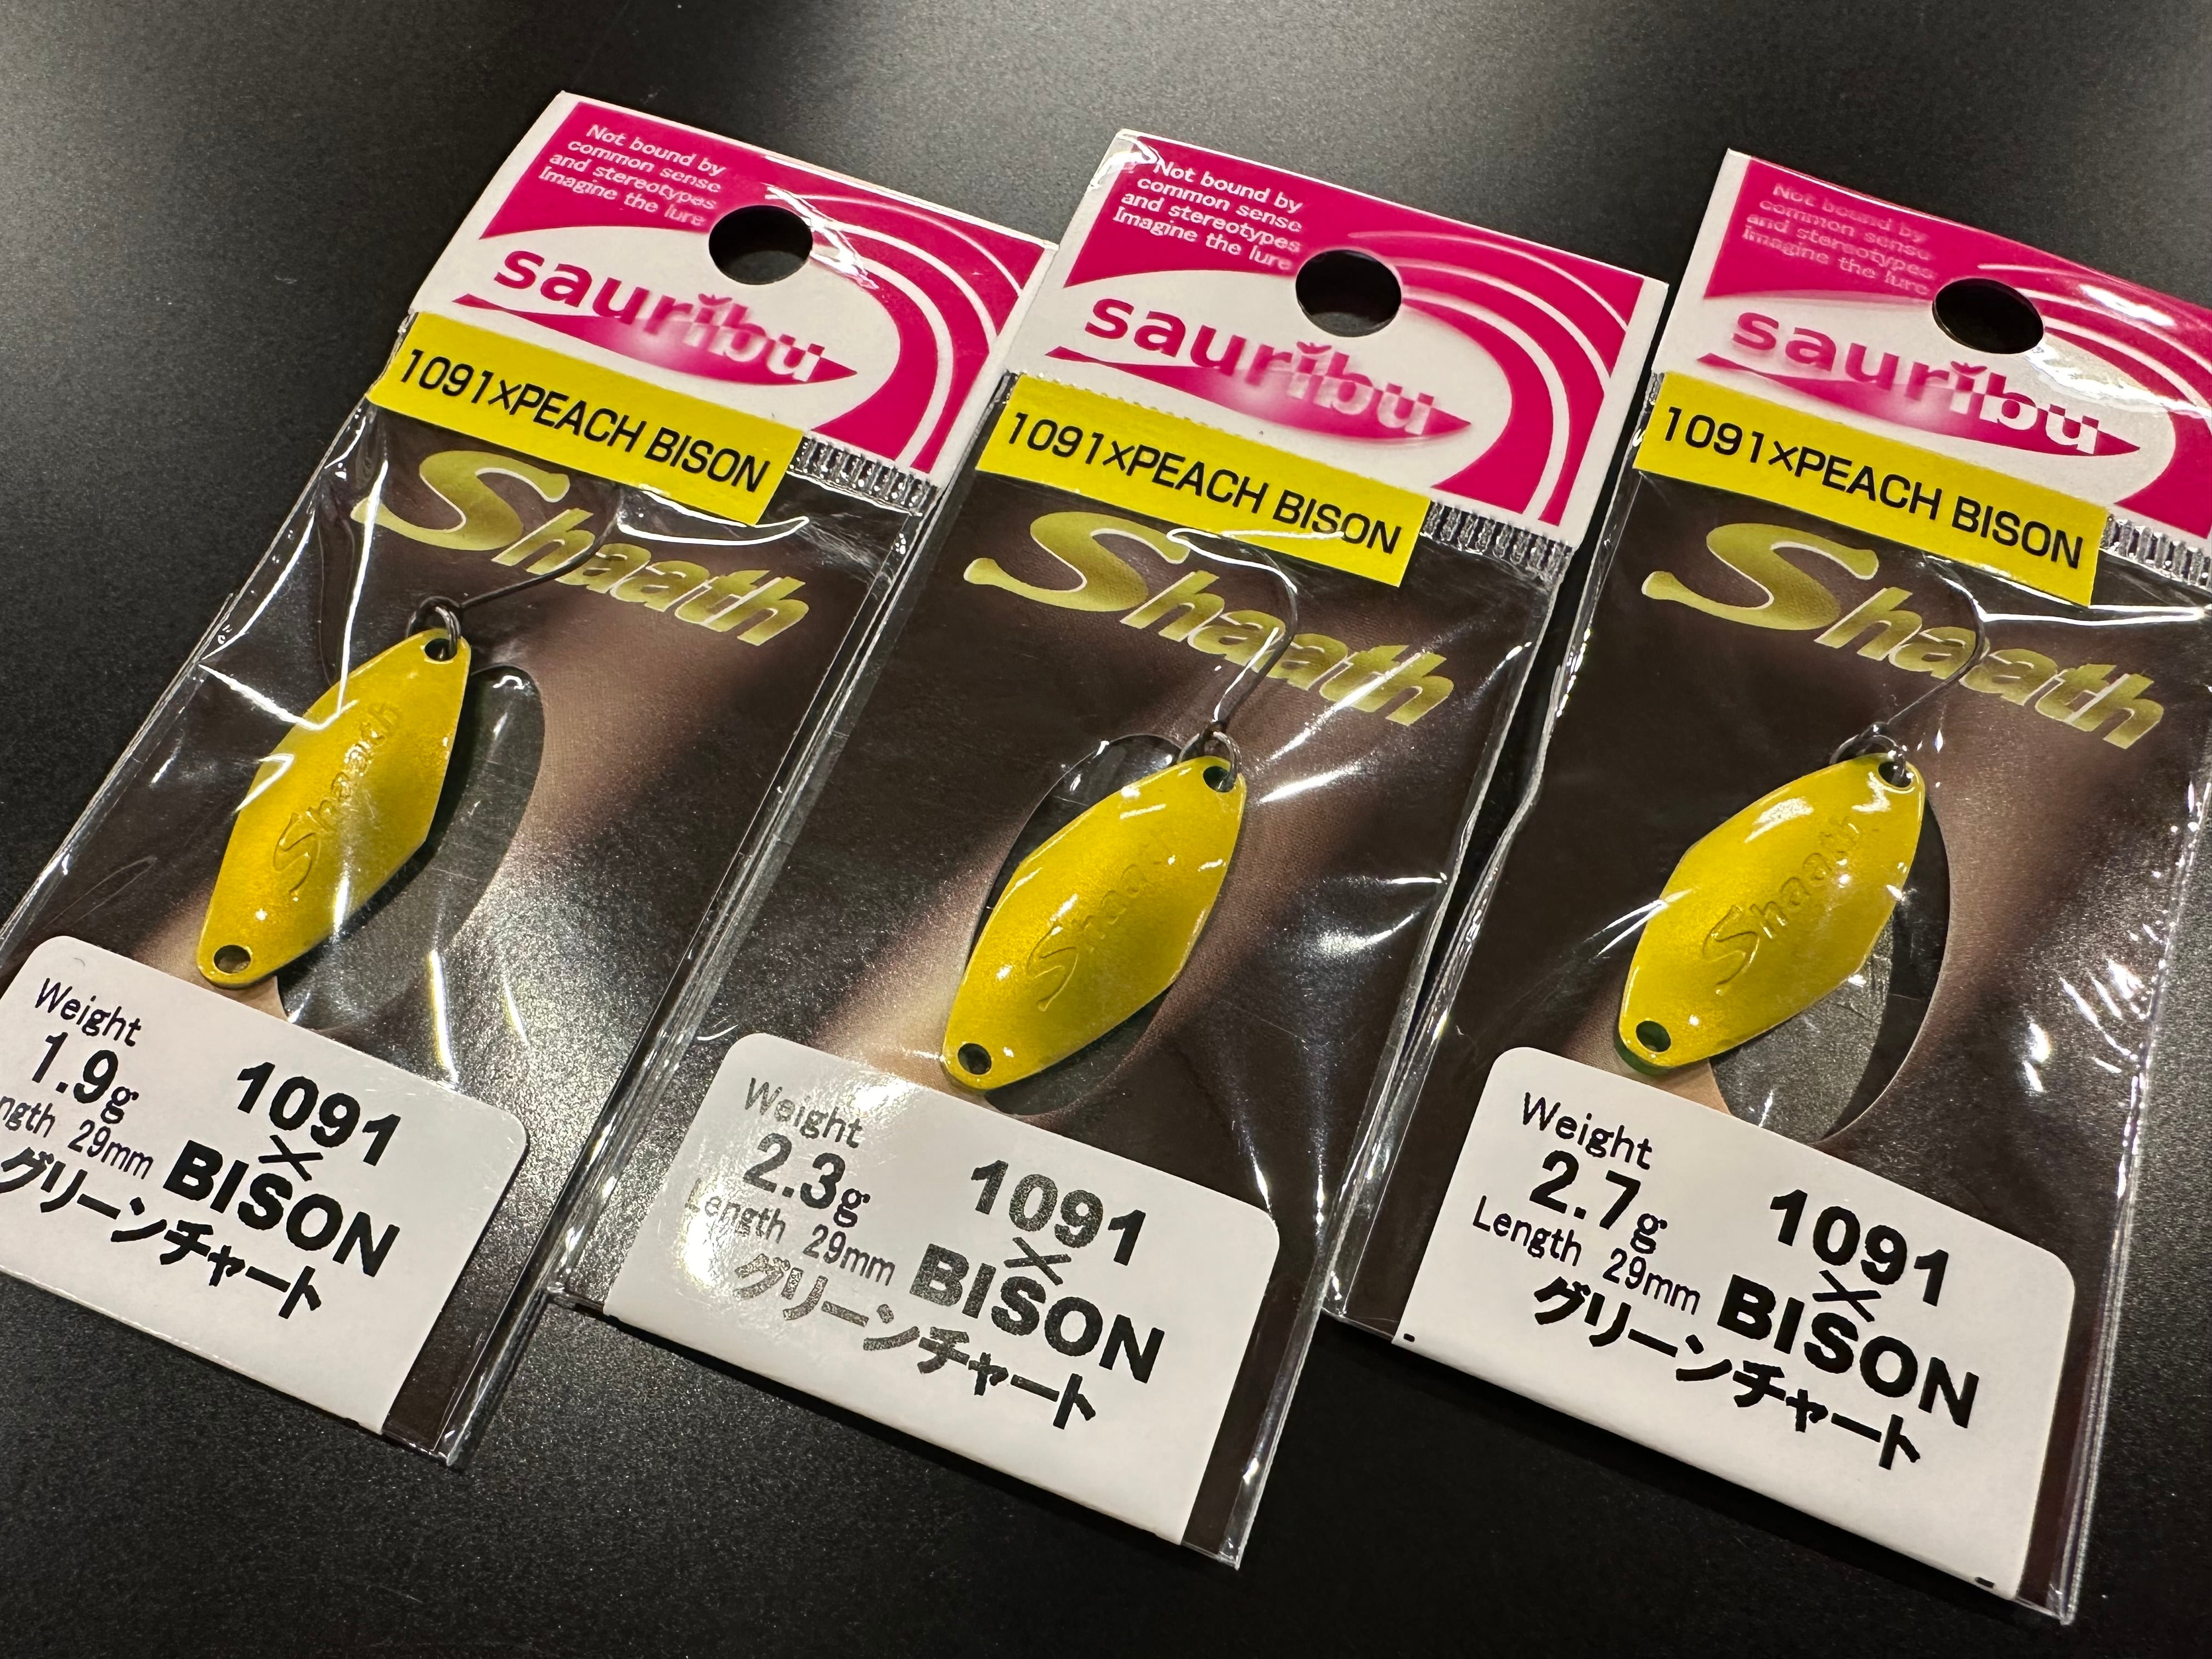 Not bound by
common sense
and stereotypes
Imagine the lure
sauribu
1091×PEACH BISON
Shaath
Shaath
Weight
1.9g
ngth 29mm
1091
×
BISON
グリーンチャート
Not bound by
common sense
and stereotypes
Imagine the lure
sauribu
1091×PEACH BISON
Shaath
Shaath
Weight
2.3g
Length 29mm
1091
×
BISON
グリーンチャート
Not bound by
common sense
and stereotypes
Imagine the lure
sauribu
1091×PEACH BISON
Shaath
Shaath
Weight
2.7g
Length 29mm
1091
×
BISON
グリーンチャート